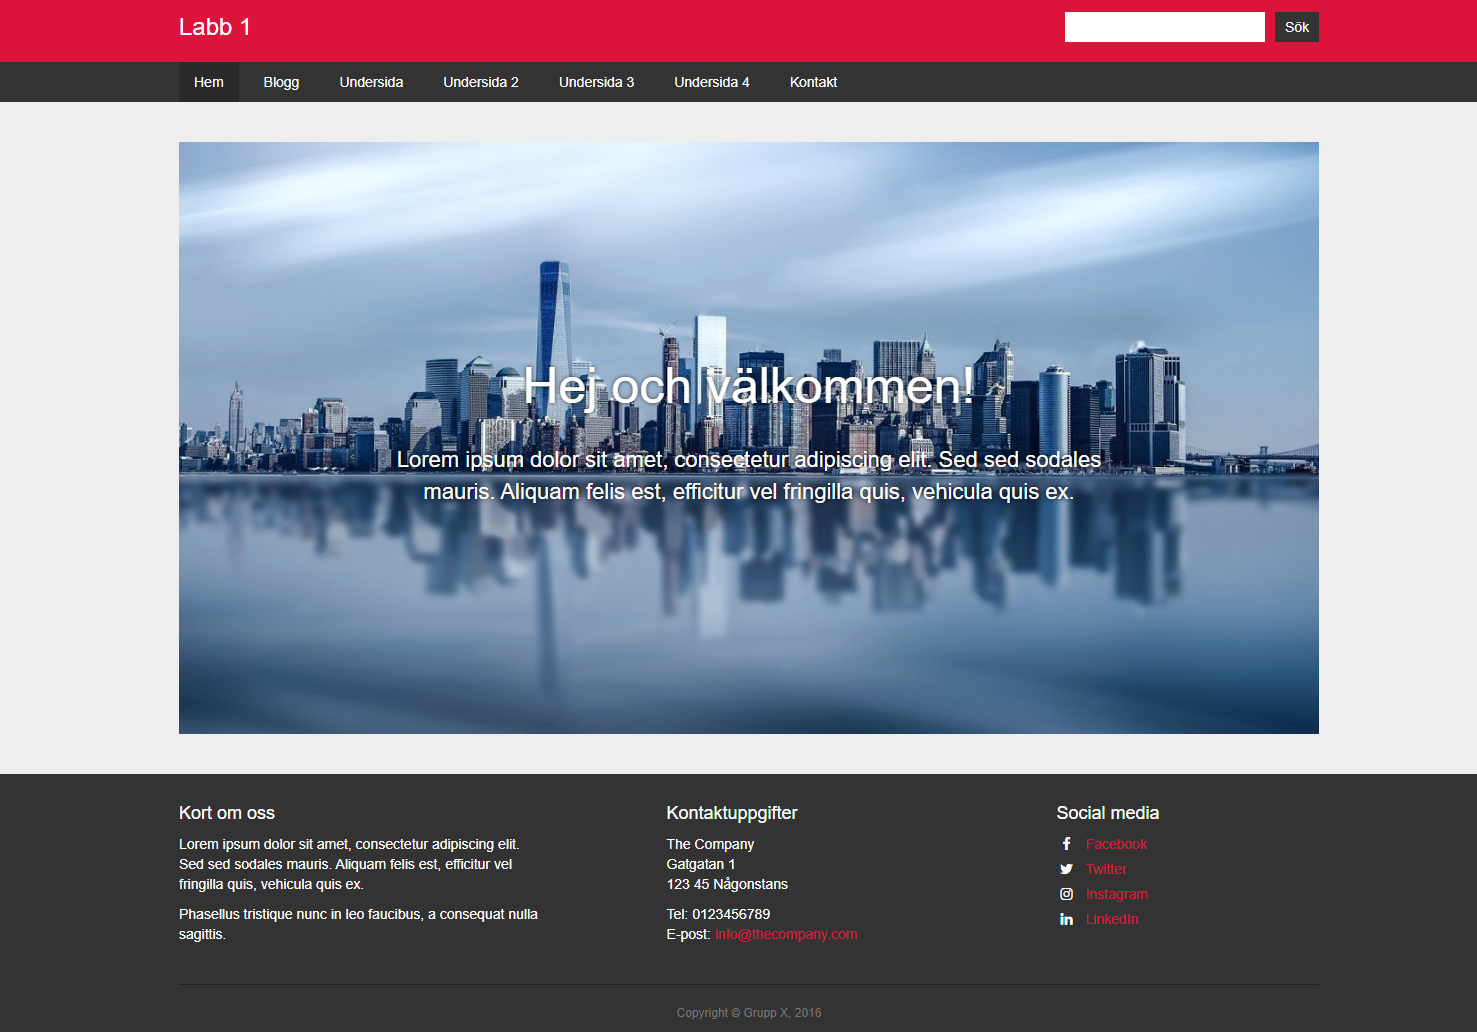 Labb 1
Sök
Hem Blogg Undersida Undersida 2 Undersida 3 Undersida 4 Kontakt
Hej och välkommen!
Lorem ipsum dolor sit amet, consectetur adipiscing elit. Sed sed sodales
mauris. Aliquam felis est, efficitur vel fringilla quis, vehicula quis ex.
Kort om oss
Lorem ipsum dolor sit amet, consectetur adipiscing elit.
Sed sed sodales mauris. Aliquam felis est, efficitur vel
fringilla quis, vehicula quis ex.
Phasellus tristique nunc in leo faucibus, a consequat nulla
sagittis.
Kontaktuppgifter
The Company
Gatgatan 1
123 45 Någonstans
Tel: 0123456789
E-post: info@thecompany.com
Social media
Facebook
Twitter
Instagram
LinkedIn
Copyright © Grupp X, 2016